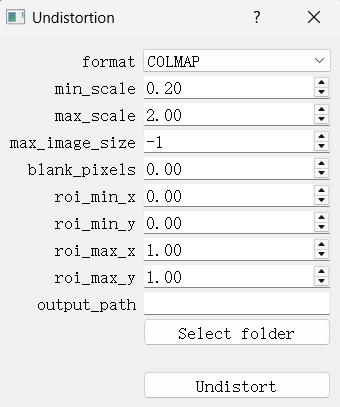 Undistortion ?
format COLMAP
min_scale 0.20
max_scale 2.00
max_image_size -1
blank_pixels 0.00
roi_min_x 0.00
roi_min_y 0.00
roi_max_x 1.00
roi_max_y 1.00
output_path
Select folder
Undistort